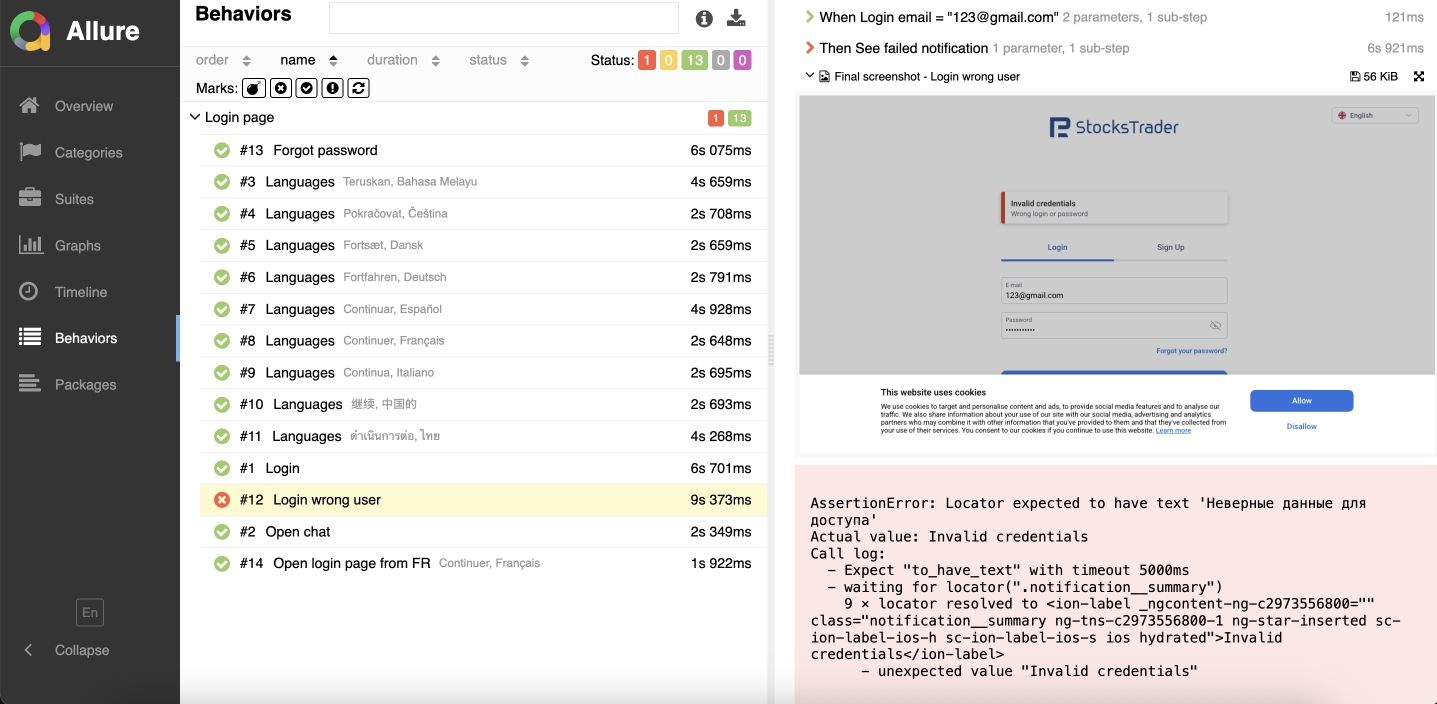 Allure
Overview
Categories
Suites
Graphs
Timeline
Behaviors
Packages
En
Collapse
Behaviors
order name duration status Status: 1 0 13 0 0
Marks:
Login page 1 13
#13 Forgot password 6s 075ms
#3 Languages Teruskan, Bahasa Melayu 4s 659ms
#4 Languages Pokračovat, Čeština 2s 708ms
#5 Languages Fortsæt, Dansk 2s 659ms
#6 Languages Fortfahren, Deutsch 2s 791ms
#7 Languages Continuar, Español 4s 928ms
#8 Languages Continuer, Français 2s 648ms
#9 Languages Continua, Italiano 2s 695ms
#10 Languages 继续, 中国的 2s 693ms
#11 Languages ดำเนินการต่อ, ไทย 4s 268ms
#1 Login 6s 701ms
#12 Login wrong user 9s 373ms
#2 Open chat 2s 349ms
#14 Open login page from FR Continuer, Français 1s 922ms
When Login email = "123@gmail.com" 2 parameters, 1 sub-step 121ms
Then See failed notification 1 parameter, 1 sub-step 6s 921ms
Final screenshot - Login wrong user 56 KiB
StocksTrader
English
Invalid credentials
Wrong login or password
Login Sign Up
E-mail
123@gmail.com
Password
Forgot your password?
This website uses cookies
We use cookies to target and personalise content and ads, to provide social media features and to analyse our
traffic. We also share information about your use of our site with our social media, advertising and analytics
partners who may combine it with other information that you've provided to them and that they've collected from
your use of their services. You consent to our cookies if you continue to use this website. Learn more
Allow
Disallow
AssertionError: Locator expected to have text 'Неверные данные для
доступа'
Actual value: Invalid credentials
Call log:
– Expect "to_have_text" with timeout 5000ms
– waiting for locator(".notification__summary")
9 × locator resolved to <ion-label _ngcontent-ng-c2973556800=""
class="notification__summary ng-tns-c2973556800-1 ng-star-inserted sc-
ion-label-ios-h sc-ion-label-ios-s ios hydrated">Invalid
credentials</ion-label>
– unexpected value "Invalid credentials"